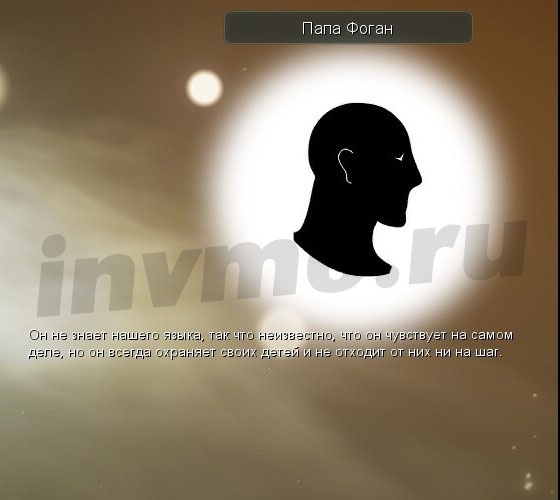 Папа Фоган
invmo.ru
Он не знает нашего языка, так что неизвестно, что он чувствует на самом
деле, но он всегда охраняет своих детей и не отходит от них ни на шаг.